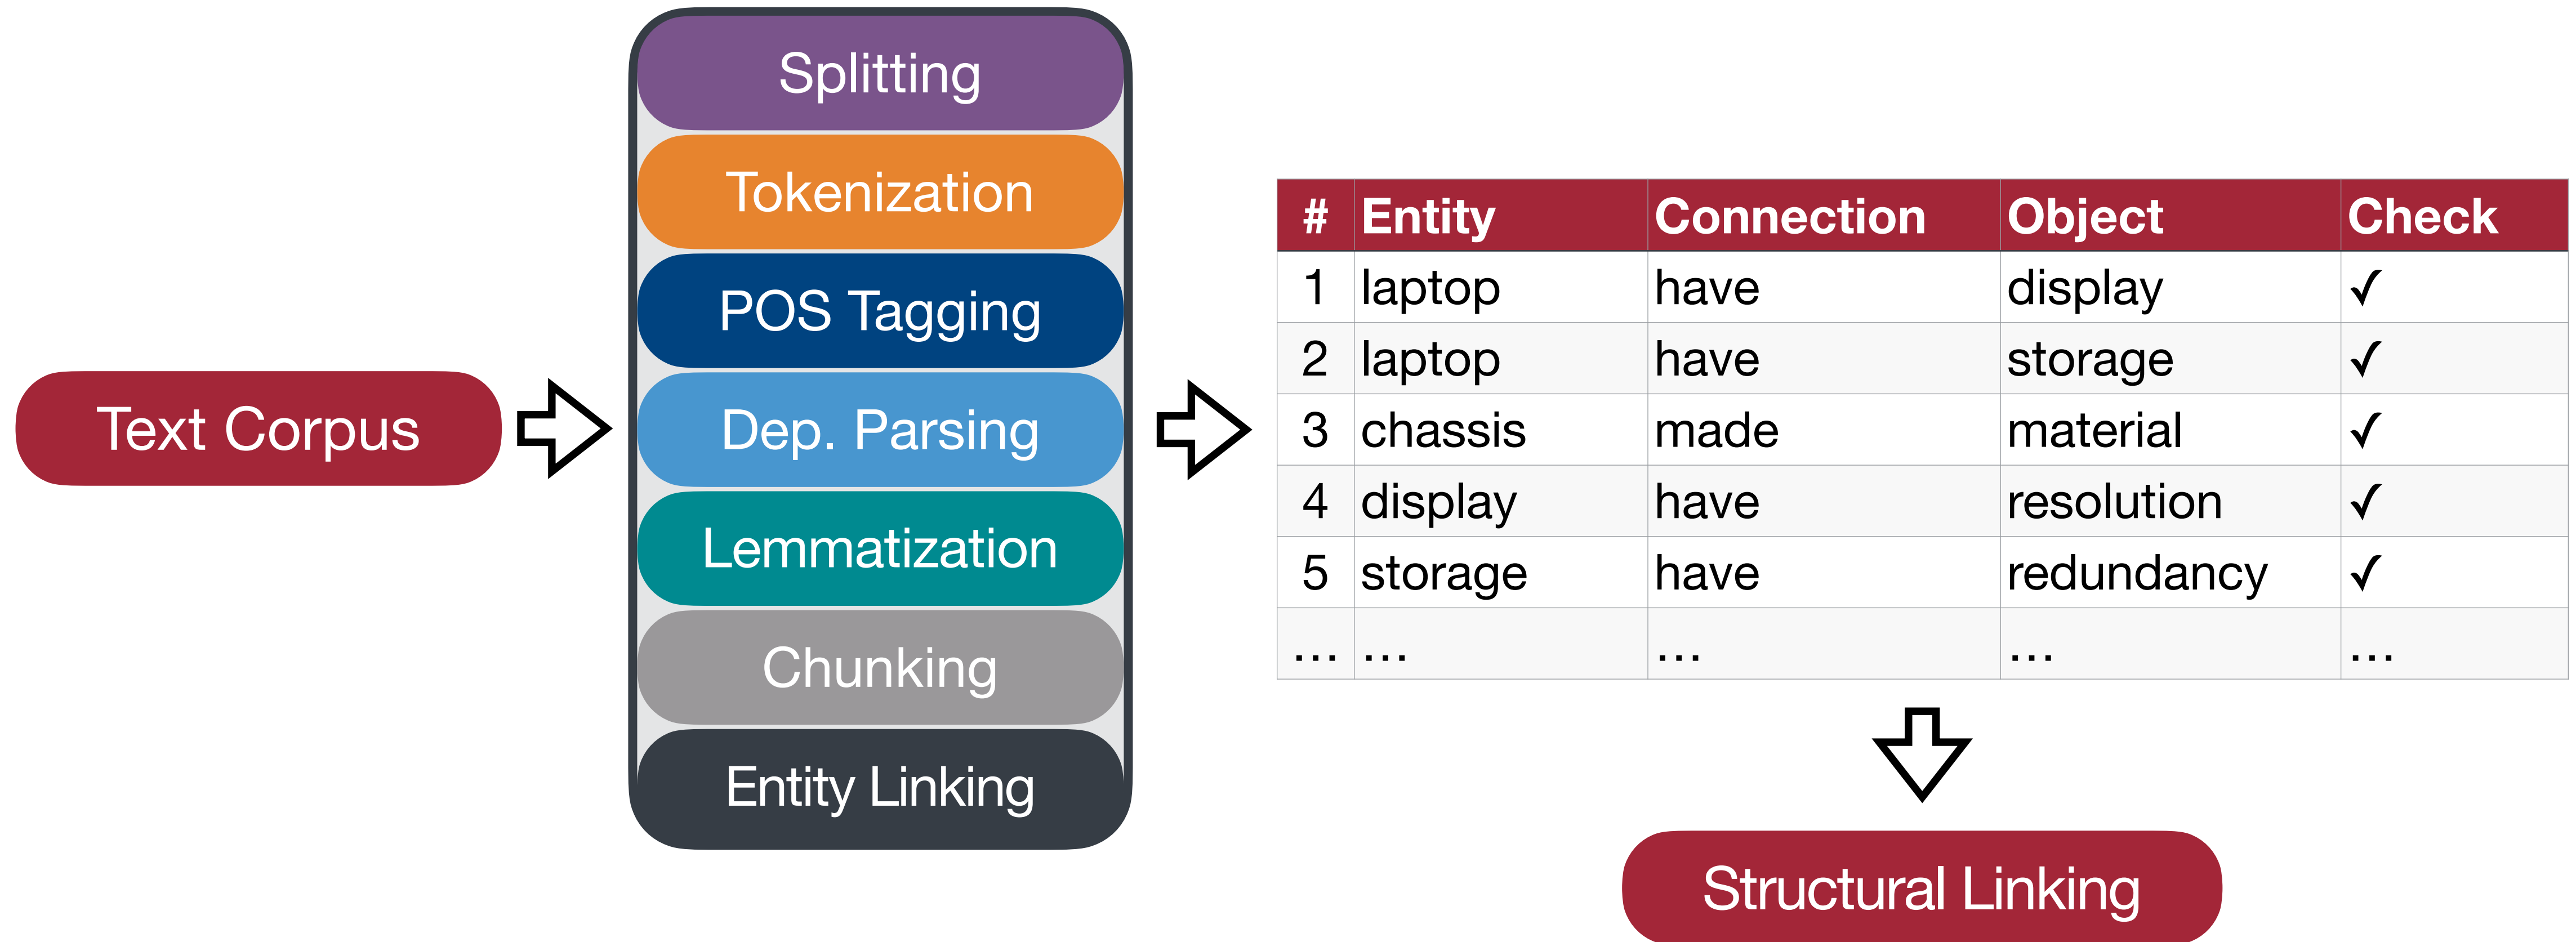 Text Corpus
Splitting
Tokenization
POS Tagging
Dep. Parsing
Lemmatization
Chunking
Entity Linking
# Entity Connection Object Check
1 laptop have display ✓
2 laptop have storage ✓
3 chassis made material ✓
4 display have resolution ✓
5 storage have redundancy ✓
... ... ... ... ...
Structural Linking